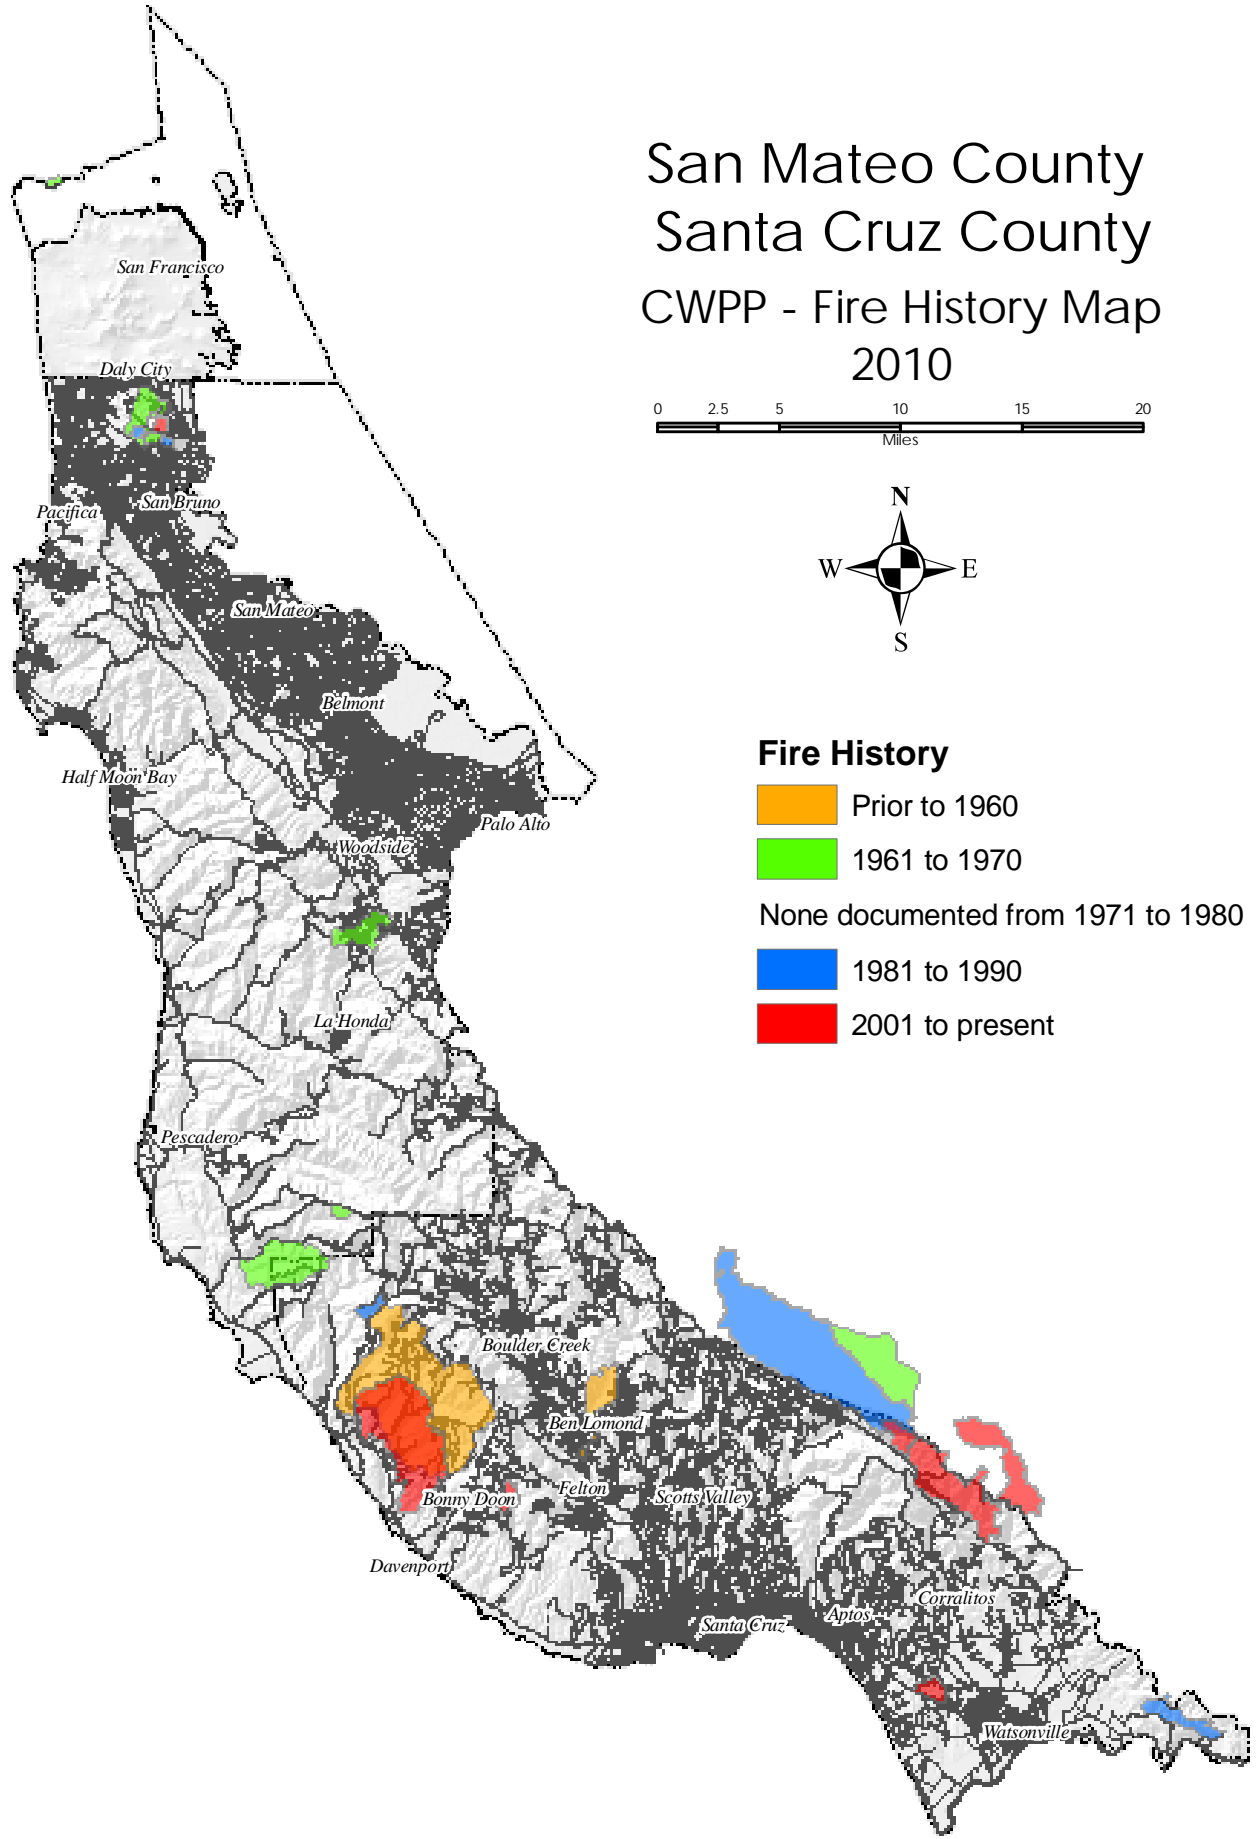 San Mateo County
Santa Cruz County
CWPP - Fire History Map
2010
0 2.5 5 10 15 20
Miles
N
W E
S
Fire History
Prior to 1960
1961 to 1970
None documented from 1971 to 1980
1981 to 1990
2001 to present
San Francisco
Daly City
San Bruno
Pacifica
San Mateo
Belmont
Half Moon Bay
Palo Alto
Woodside
La Honda
Pescadero
Boulder Creek
Ben Lomond
Felton
Bonny Doon
Scotts Valley
Davenport
Corralitos
Aptos
Santa Cruz
Watsonville